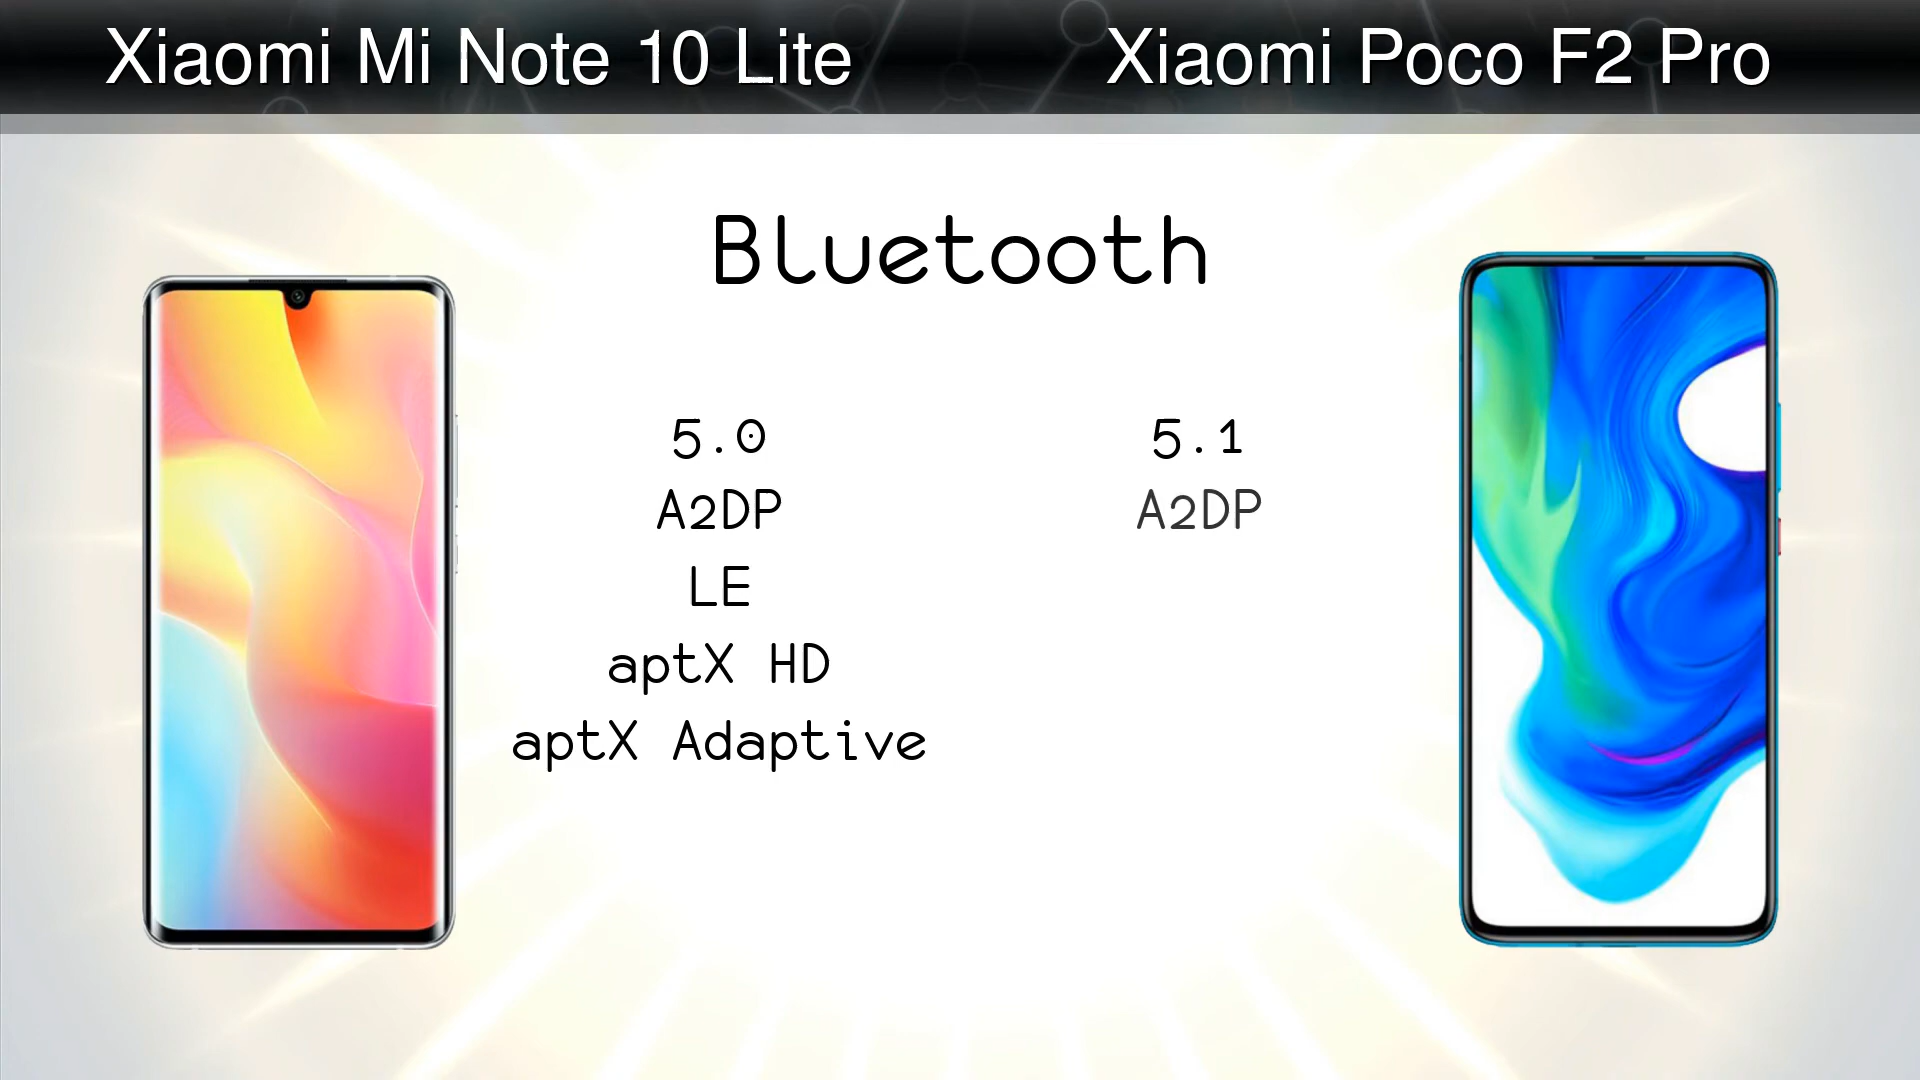 Xiaomi Mi Note 10 Lite
Xiaomi Poco F2 Pro
Bluetooth
5.0
A2DP
LE
aptX HD
aptX Adaptive
5.1
A2DP